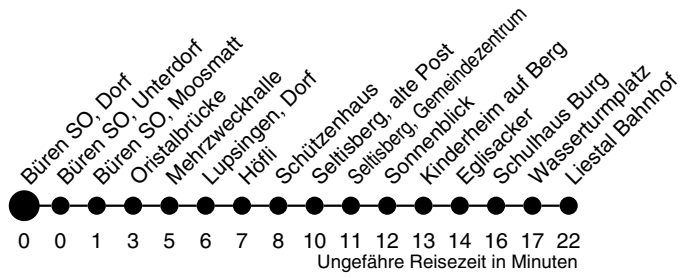 Büren SO, Dorf
Büren SO, Unterdorf
Büren SO, Moosmatt
Oristalbrücke
Mehrzweckhalle
Lupsingen, Dorf
Höfli
Schützenhaus
Seltisberg, alte Post
Seltisberg, Gemeindezentrum
Sonnenblick
Kinderheim auf Berg
Eglisacker
Schulhaus Burg
Wasserturmplatz
Liestal Bahnhof
0 0 1 3 5 6 7 8 10 11 12 13 14 16 17 22
Ungefähre Reisezeit in Minuten